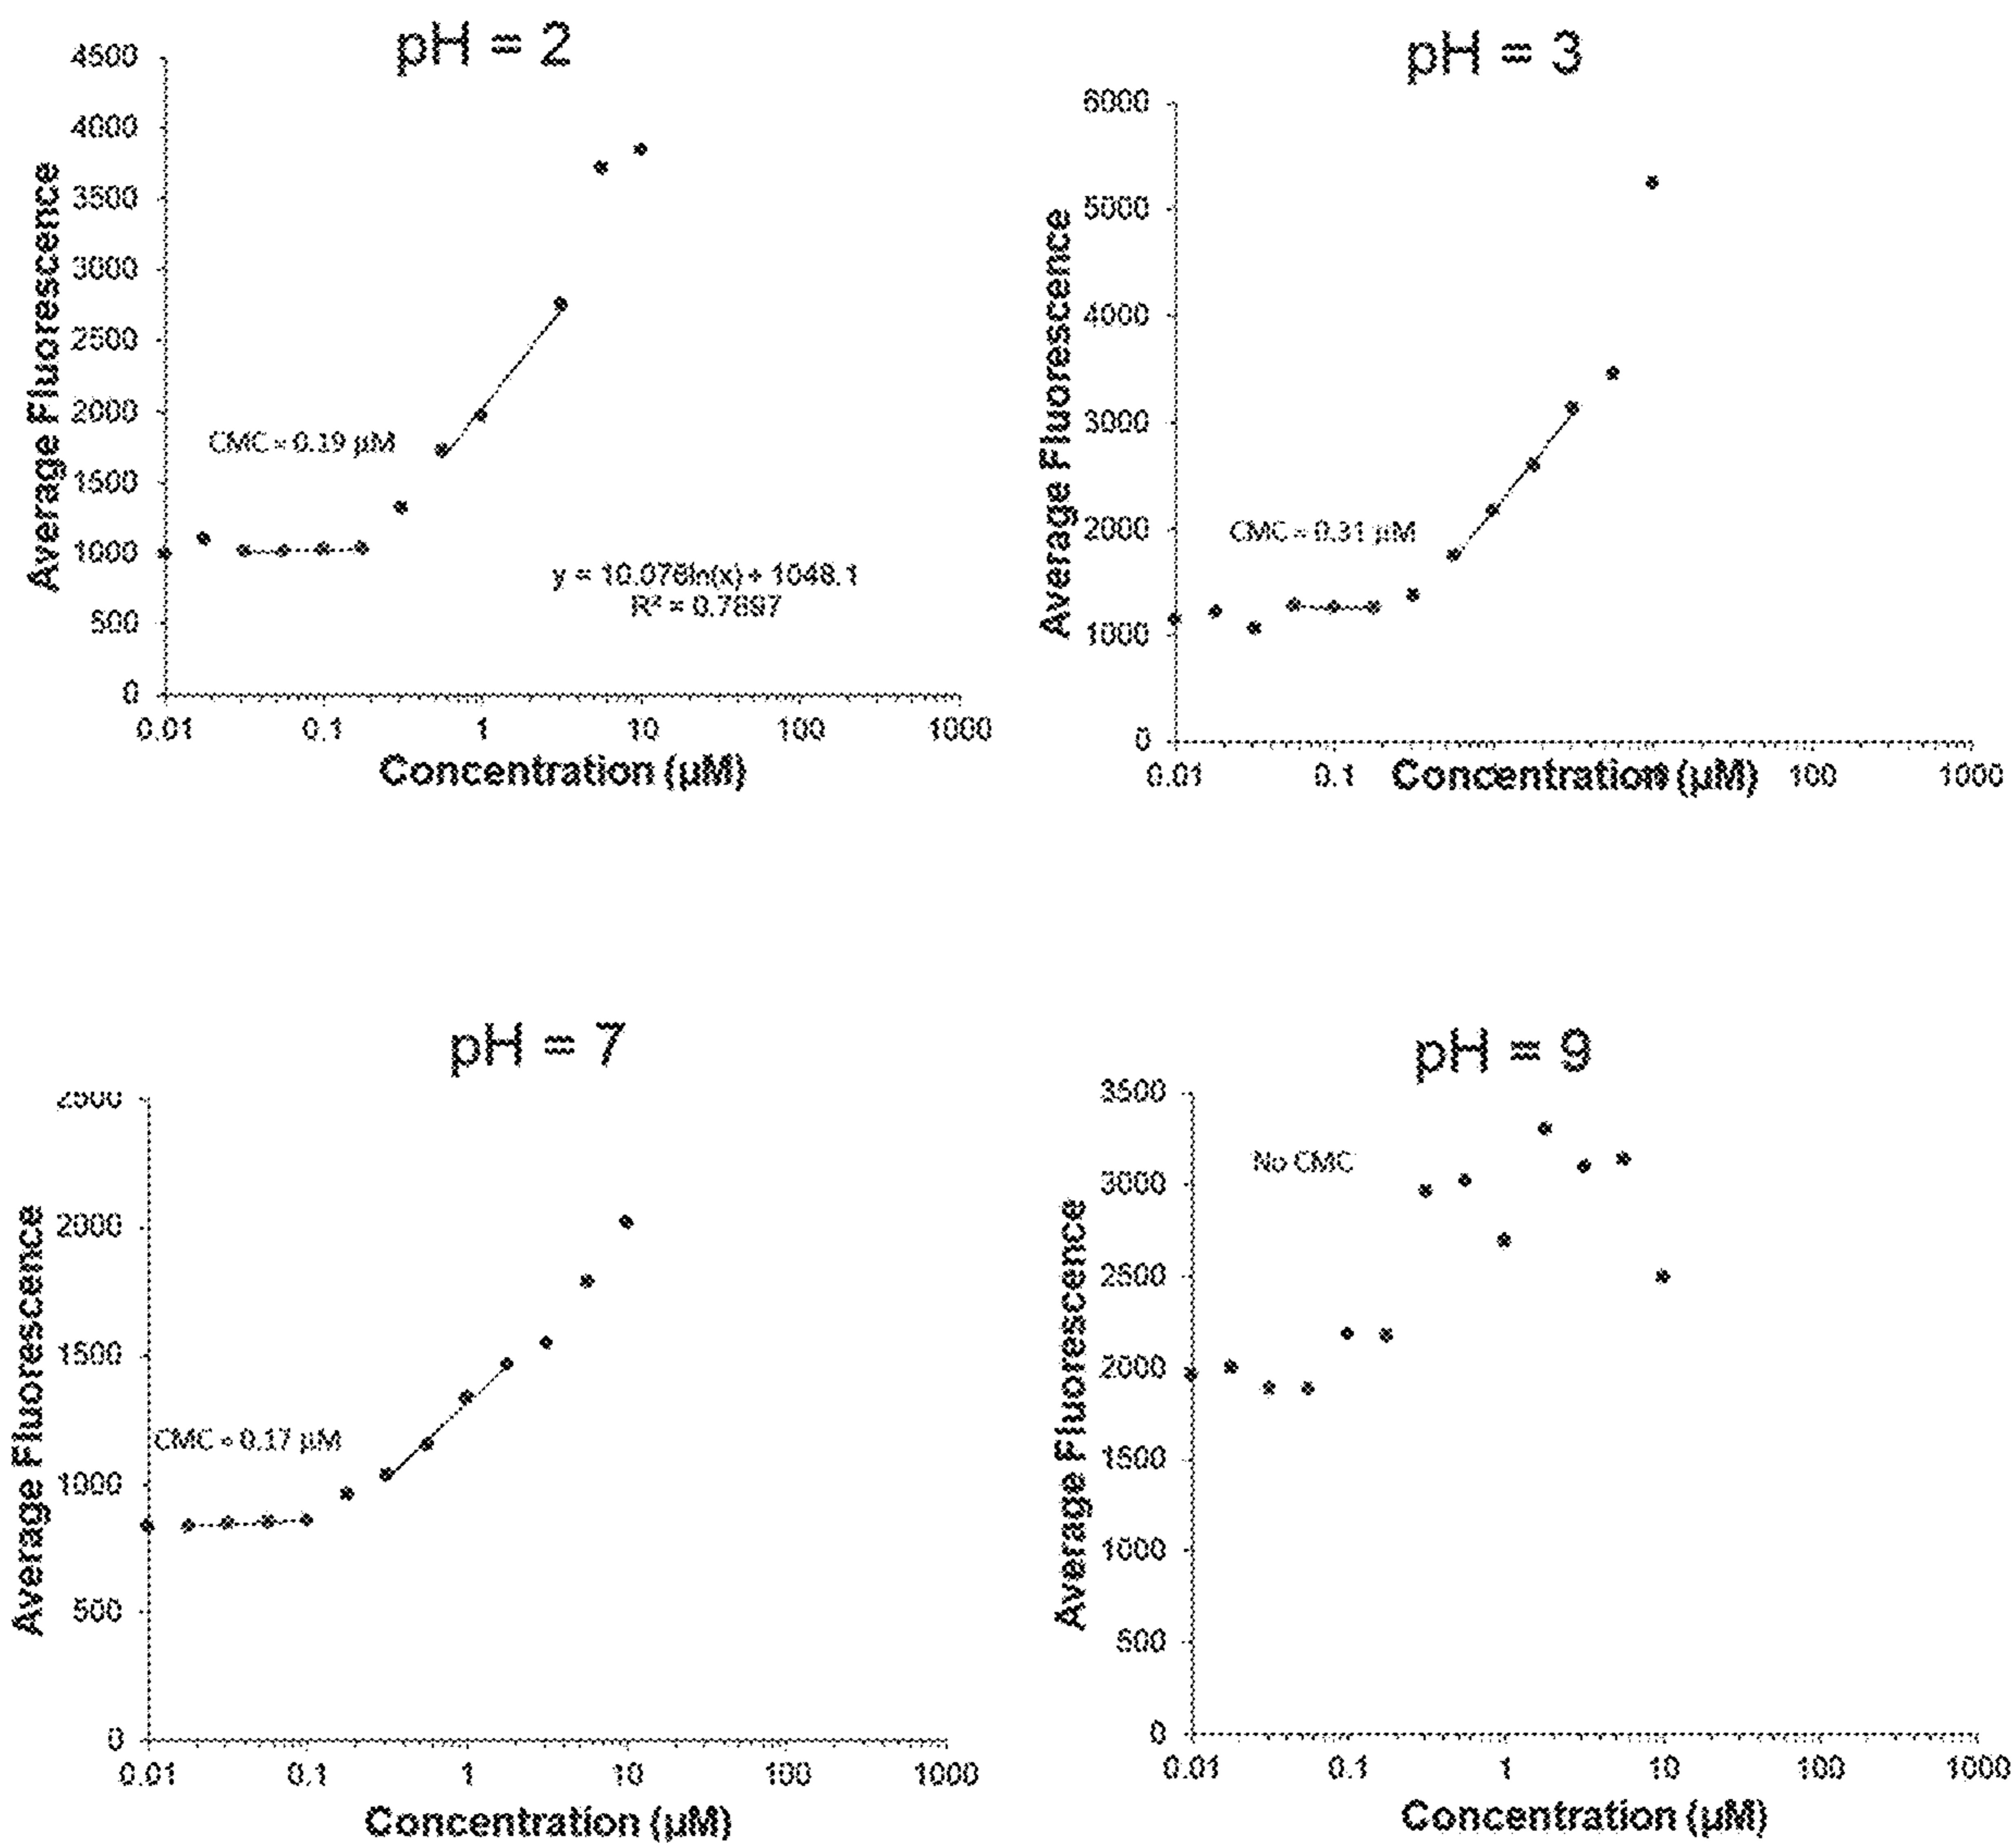 pH = 2
4500
4000
3500
3000
2500
2000
1500
1000
500
0
Average Fluorescence
CMC = 0.19 µM
y = 10.078ln(x) + 1048.1
R² = 0.7897
0.01 0.1 1 10 100 1000
Concentration (µM)
pH = 3
6000
5000
4000
3000
2000
1000
0
Average Fluorescence
CMC = 0.31 µM
0.01 0.1 100 1000
Concentration (µM)
pH = 7
2500
2000
1500
1000
500
0
Average Fluorescence
CMC = 0.17 µM
0.01 0.1 1 10 100 1000
Concentration (µM)
pH = 9
3500
3000
2500
2000
1500
1000
500
0
Average Fluorescence
No CMC
0.01 0.1 1 10 100 1000
Concentration (µM)